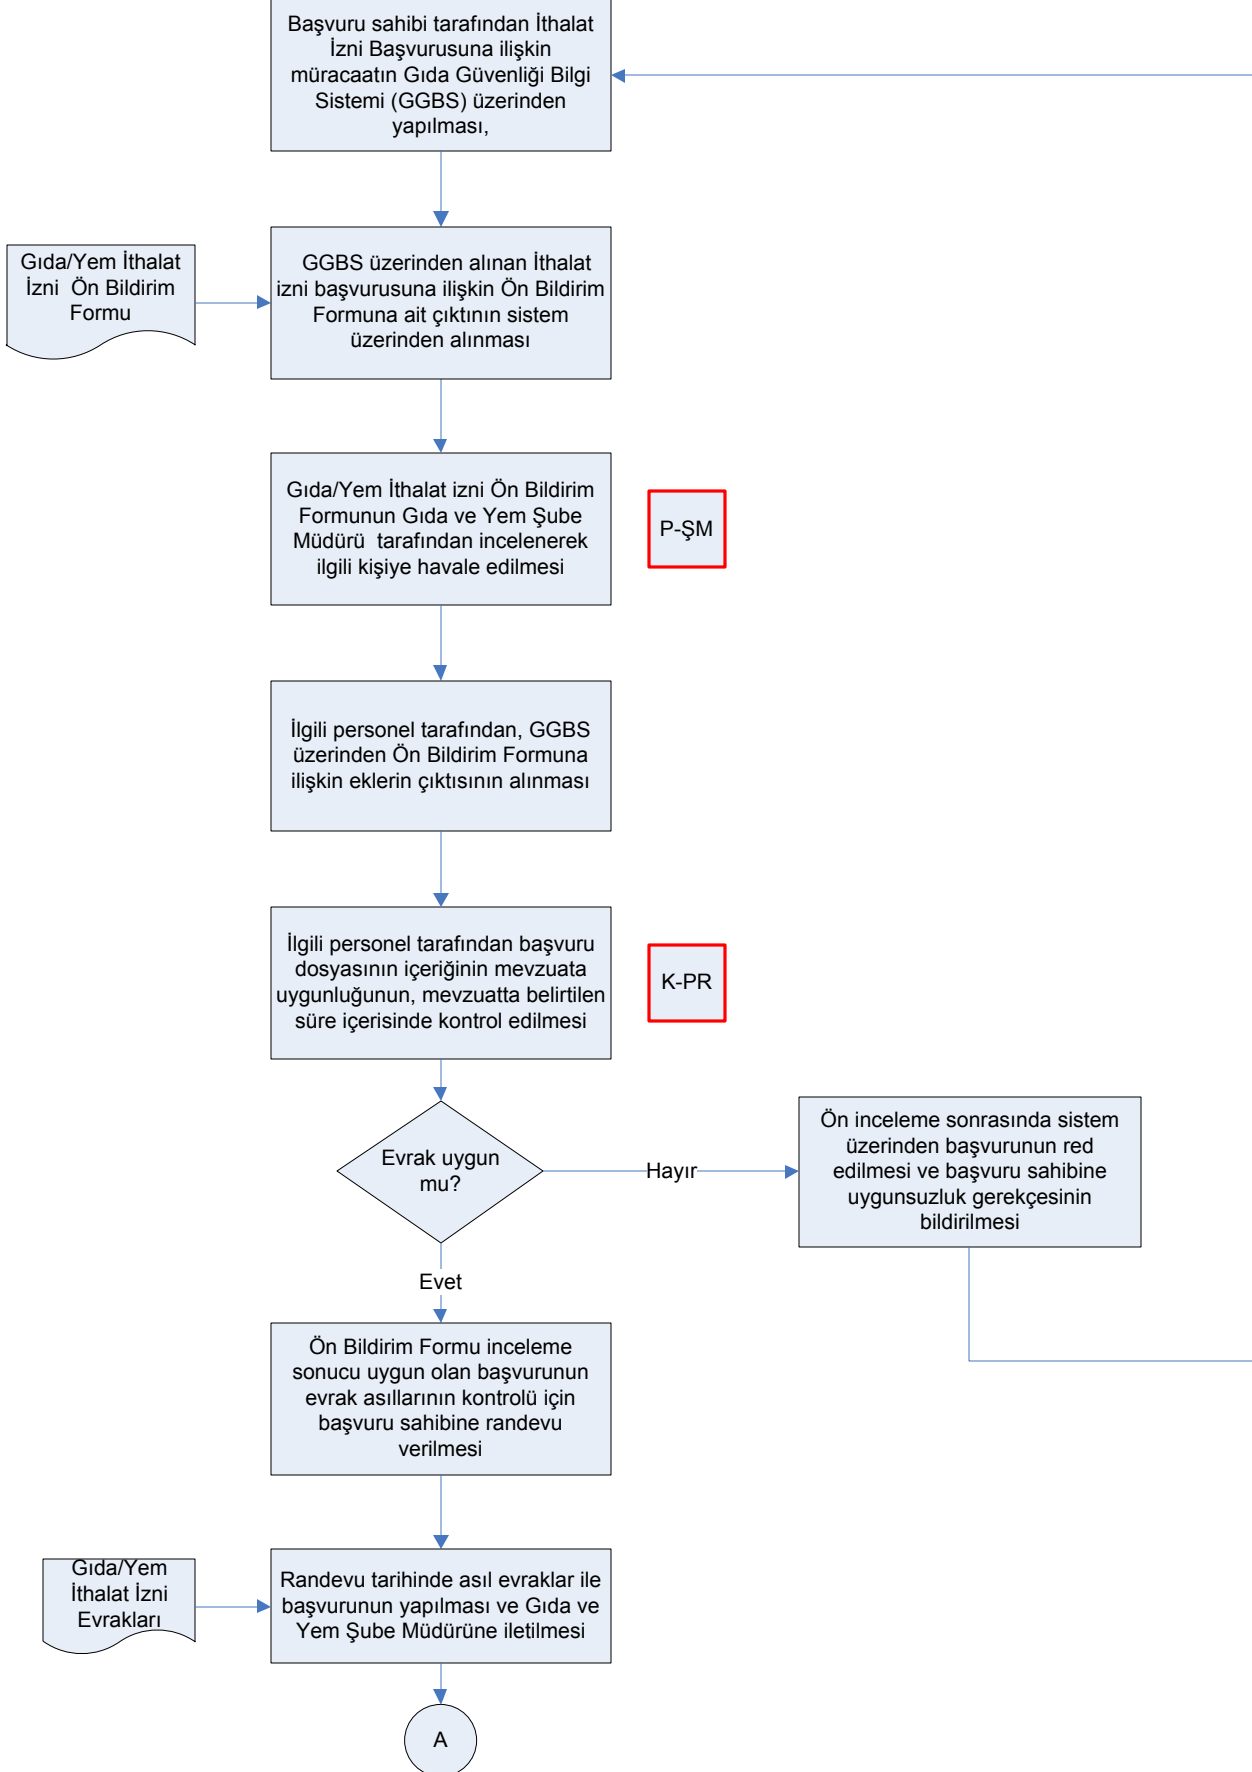 Başvuru sahibi tarafından İthalat
İzni Başvurusuna ilişkin
müracaatın Gıda Güvenliği Bilgi
Sistemi (GGBS) üzerinden
yapılması,
Gıda/Yem İthalat
İzni Ön Bildirim
Formu
GGBS üzerinden alınan İthalat
izni başvurusuna ilişkin Ön Bildirim
Formuna ait çıktının sistem
üzerinden alınması
Gıda/Yem İthalat izni Ön Bildirim
Formunun Gıda ve Yem Şube
Müdürü tarafından incelenerek
ilgili kişiye havale edilmesi
P-ŞM
İlgili personel tarafından, GGBS
üzerinden Ön Bildirim Formuna
ilişkin eklerin çıktısının alınması
İlgili personel tarafından başvuru
dosyasının içeriğinin mevzuata
uygunluğunun, mevzuatta belirtilen
süre içerisinde kontrol edilmesi
K-PR
Evrak uygun
mu?
Hayır
Ön inceleme sonrasında sistem
üzerinden başvurunun red
edilmesi ve başvuru sahibine
uygunsuzluk gerekçesinin
bildirilmesi
Evet
Ön Bildirim Formu inceleme
sonucu uygun olan başvurunun
evrak asıllarının kontrolü için
başvuru sahibine randevu
verilmesi
Gıda/Yem
İthalat İzni
Evrakları
Randevu tarihinde asıl evraklar ile
başvurunun yapılması ve Gıda ve
Yem Şube Müdürüne iletilmesi
A